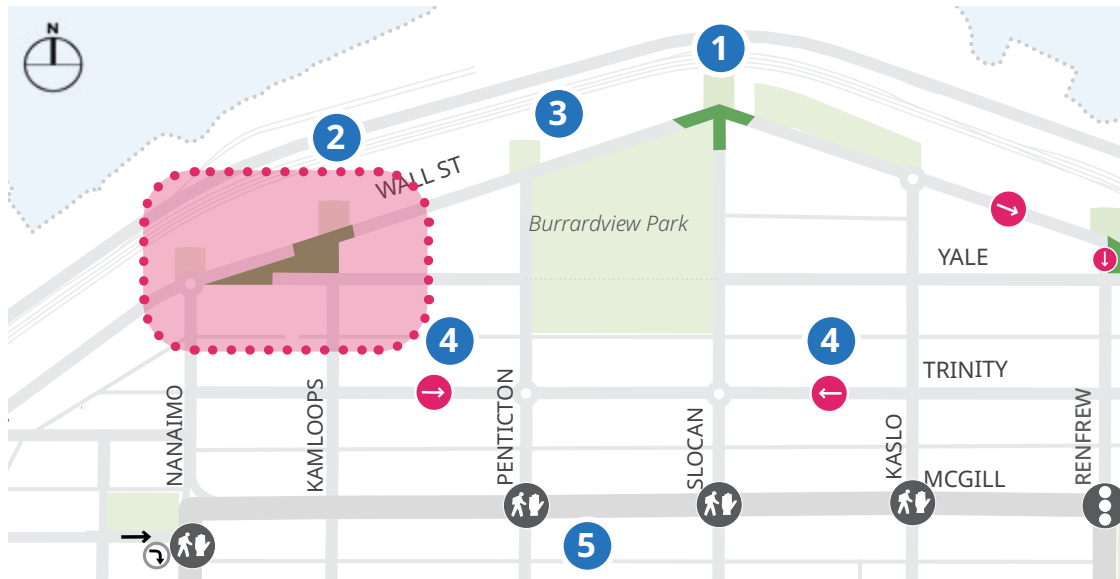 N
1
3
2
WALL ST
Burrardview Park
YALE
4
4
TRINITY
NANAIMO
KAMLOOPS
PENTICTON
SLOCAN
KASLO
RENFREW
MCGILL
5